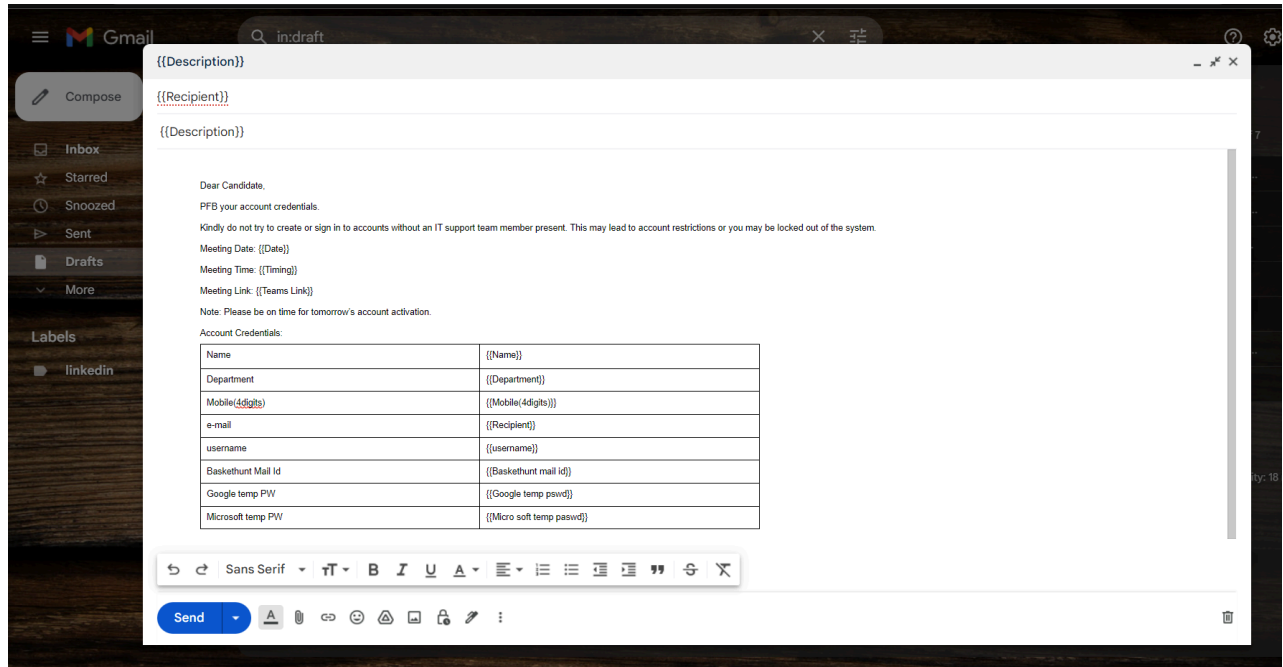 Gmail
in:draft
{{Description}}
Compose
{{Recipient}}
{{Description}}
7
Inbox
Starred
Snoozed
Sent
Drafts
More
Labels
linkedin
Dear Candidate,
PFB your account credentials.
Kindly do not try to create or sign in to accounts without an IT support team member present. This may lead to account restrictions or you may be locked out of the system.
Meeting Date: {{Date}}
Meeting Time: {{Timing}}
Meeting Link: {{Teams Link}}
Note: Please be on time for tomorrow's account activation.
Account Credentials:
Name {{Name}}
Department {{Department}}
Mobile(4digits) {{Mobile(4digits)}}
e-mail {{Recipient}}
username {{username}}
Baskethunt Mail Id {{Baskethunt mail id}}
Google temp PW {{Google temp pswd}}
Microsoft temp PW {{Micro soft temp paswd}}
ity: 18
Sans Serif
Send